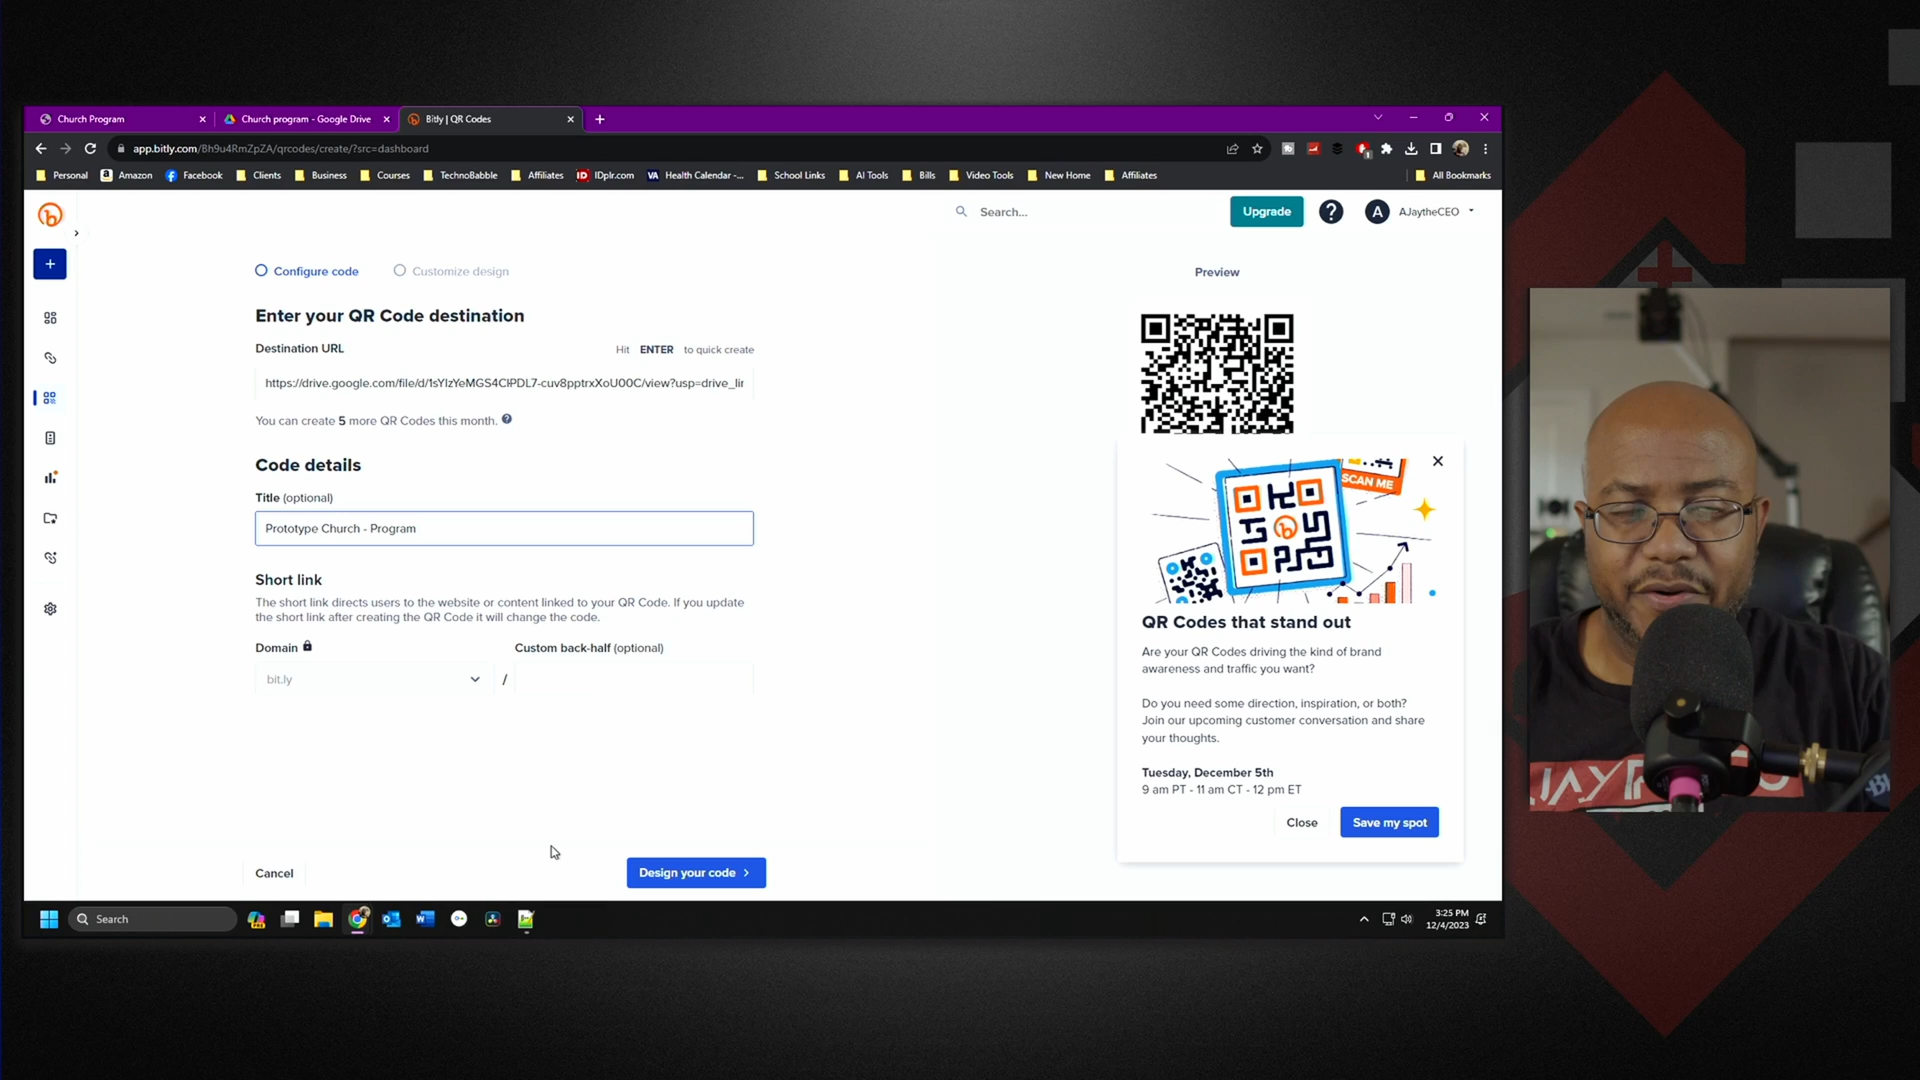 Church Program
Church program - Google Drive
Bitly | QR Codes
app.bitly.com/Bh9u4RmZpZA/qrcodes/create/?src=dashboard
Personal
Amazon
Facebook
Clients
Business
Courses
TechnoBabble
Affiliates
IDplr.com
Health Calendar -...
School Links
AI Tools
Bills
Video Tools
New Home
Affiliates
All Bookmarks
Search...
Upgrade
?
A
AJaytheCEO
Configure code
Customize design
Preview
Enter your QR Code destination
Destination URL
Hit ENTER to quick create
https://drive.google.com/file/d/1sYlzYeMGS4ClPDL7-cuv8pptrxXoU00C/view?usp=drive_lir
You can create 5 more QR Codes this month.
Code details
Title (optional)
Prototype Church - Program
Short link
The short link directs users to the website or content linked to your QR Code. If you update
the short link after creating the QR Code it will change the code.
Domain
Custom back-half (optional)
bit.ly
/
Cancel
Design your code
SCAN ME
QR Codes that stand out
Are your QR Codes driving the kind of brand
awareness and traffic you want?
Do you need some direction, inspiration, or both?
Join our upcoming customer conversation and share
your thoughts.
Tuesday, December 5th
9 am PT - 11 am CT - 12 pm ET
Close
Save my spot
Search
3:25 PM
12/4/2023